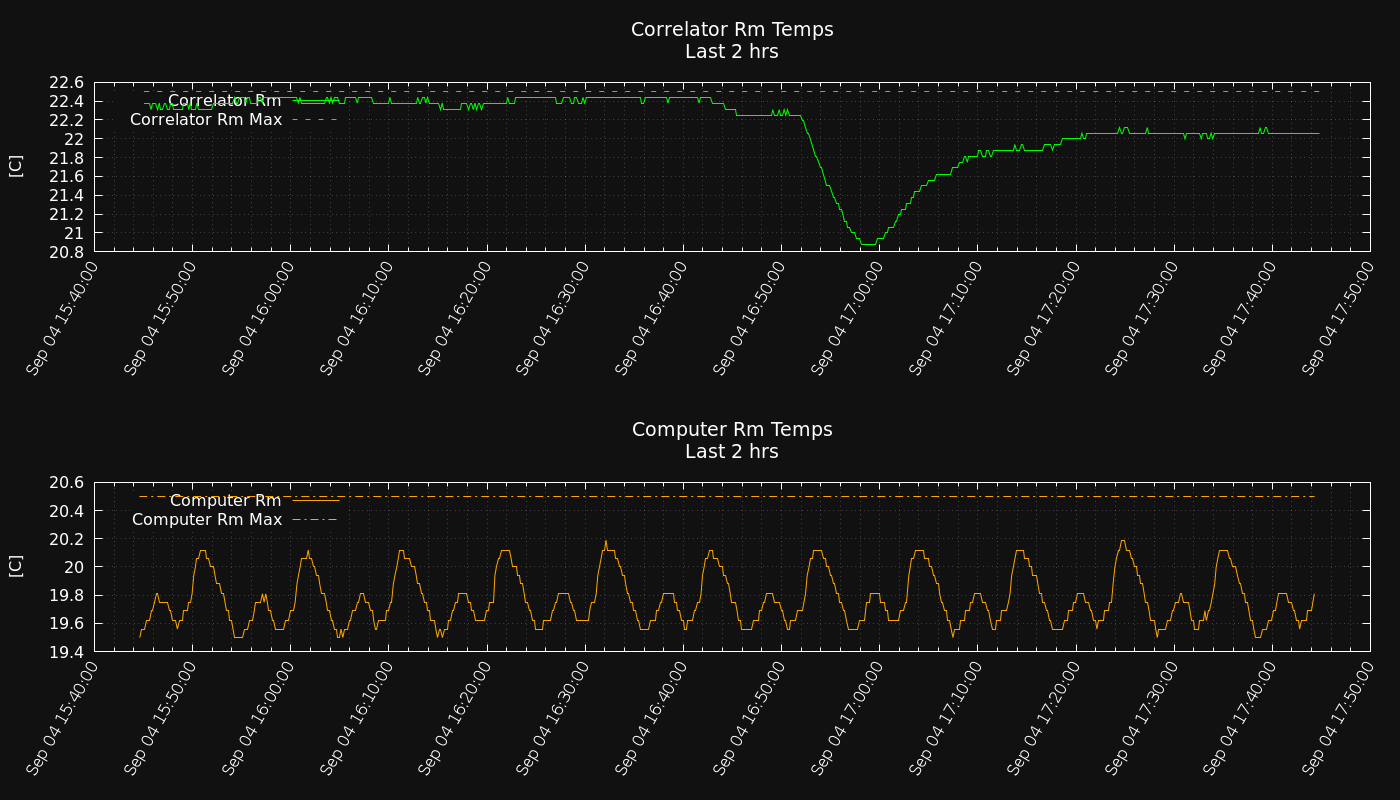 Correlator Rm Temps
Last 2 hrs
22.6
22.4
22.2
22
21.8
21.6
21.4
21.2
21
20.8
[C]
Correlator Rm
Correlator Rm Max
Sep 04 15:40:00
Sep 04 15:50:00
Sep 04 16:00:00
Sep 04 16:10:00
Sep 04 16:20:00
Sep 04 16:30:00
Sep 04 16:40:00
Sep 04 16:50:00
Sep 04 17:00:00
Sep 04 17:10:00
Sep 04 17:20:00
Sep 04 17:30:00
Sep 04 17:40:00
Sep 04 17:50:00
Computer Rm Temps
Last 2 hrs
20.6
20.4
20.2
20
19.8
19.6
19.4
[C]
Computer Rm
Computer Rm Max
Sep 04 15:40:00
Sep 04 15:50:00
Sep 04 16:00:00
Sep 04 16:10:00
Sep 04 16:20:00
Sep 04 16:30:00
Sep 04 16:40:00
Sep 04 16:50:00
Sep 04 17:00:00
Sep 04 17:10:00
Sep 04 17:20:00
Sep 04 17:30:00
Sep 04 17:40:00
Sep 04 17:50:00